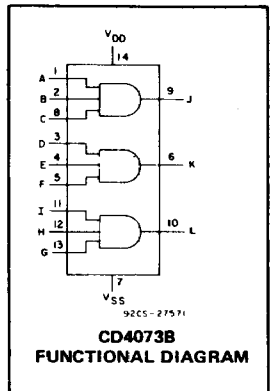 VDD
14
A 1
B 2
C 8
9 J
D 3
E 4
F 5
6 K
I 11
H 12
G 13
10 L
7
VSS
92CS-27571
CD4073B
FUNCTIONAL DIAGRAM